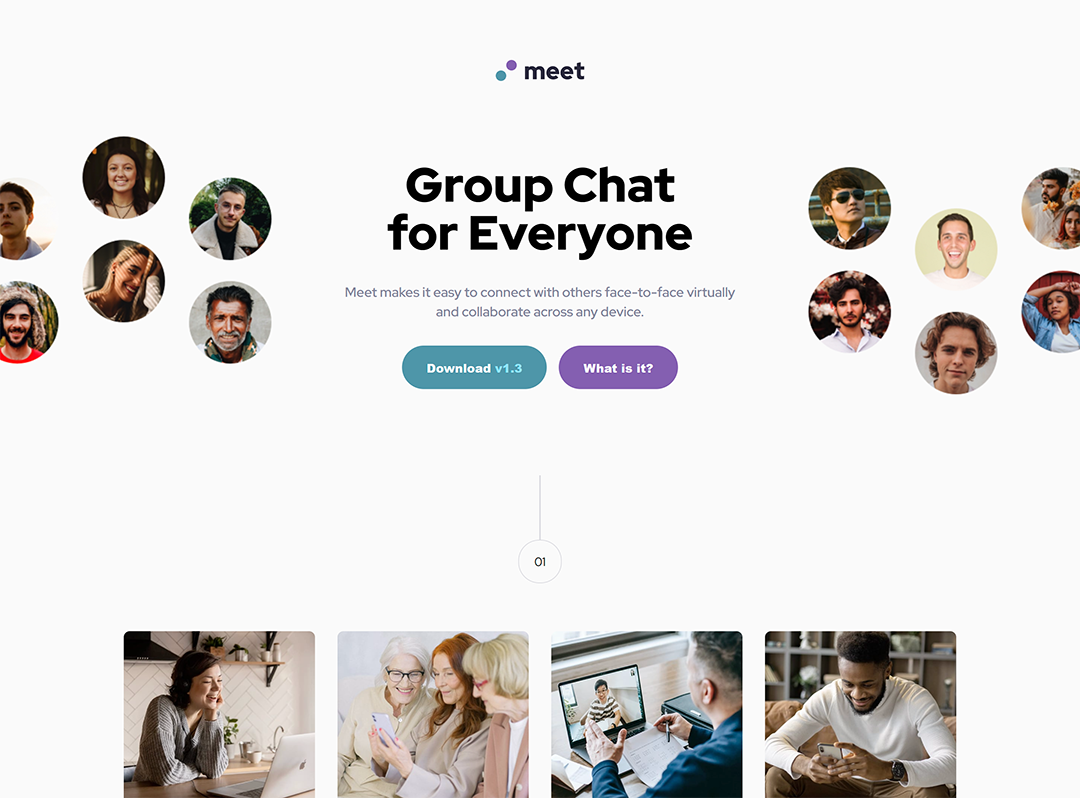 meet
Group Chat
for Everyone
Meet makes it easy to connect with others face-to-face virtually
and collaborate across any device.
Download v1.3
What is it?
01